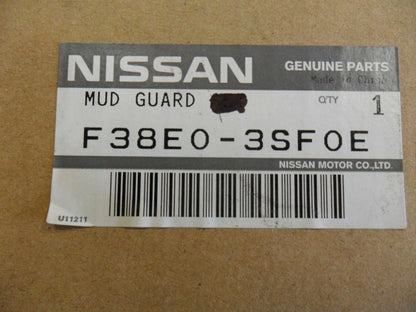 NISSAN GENUINE PARTS
Made in China
MUD GUARD QTY 1
F38E0-3SF0E
NISSAN MOTOR CO.,LTD.
U11211